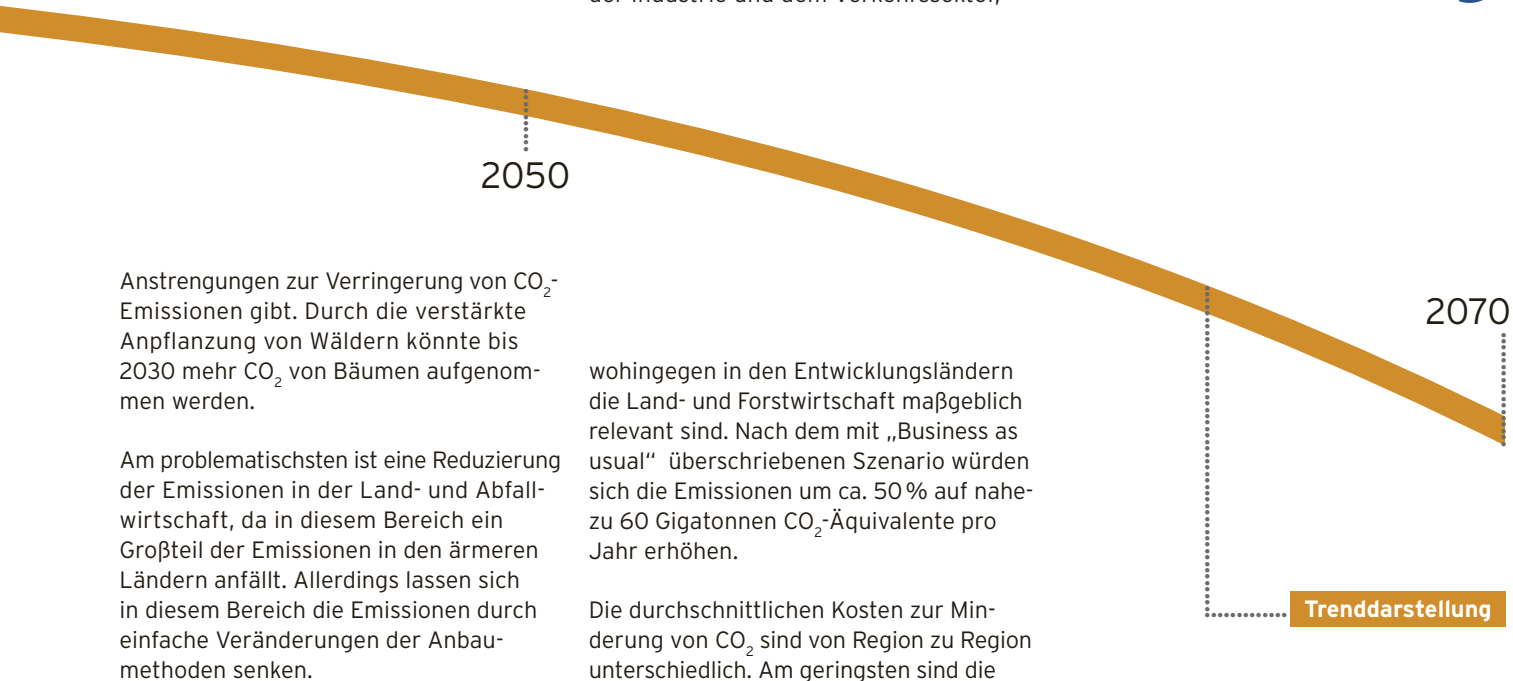 der Industrie und dem Verkehrssektor,
2050
2070
Anstrengungen zur Verringerung von CO₂-
Emissionen gibt. Durch die verstärkte
Anpflanzung von Wäldern könnte bis
2030 mehr CO₂ von Bäumen aufgenom-
men werden.
Am problematischsten ist eine Reduzierung
der Emissionen in der Land- und Abfall-
wirtschaft, da in diesem Bereich ein
Großteil der Emissionen in den ärmeren
Ländern anfällt. Allerdings lassen sich
in diesem Bereich die Emissionen durch
einfache Veränderungen der Anbau-
methoden senken.
wohingegen in den Entwicklungsländern
die Land- und Forstwirtschaft maßgeblich
relevant sind. Nach dem mit „Business as
usual“ überschriebenen Szenario würden
sich die Emissionen um ca. 50 % auf nahe-
zu 60 Gigatonnen CO₂-Äquivalente pro
Jahr erhöhen.
Die durchschnittlichen Kosten zur Min-
derung von CO₂ sind von Region zu Region
unterschiedlich. Am geringsten sind die
Trenddarstellung